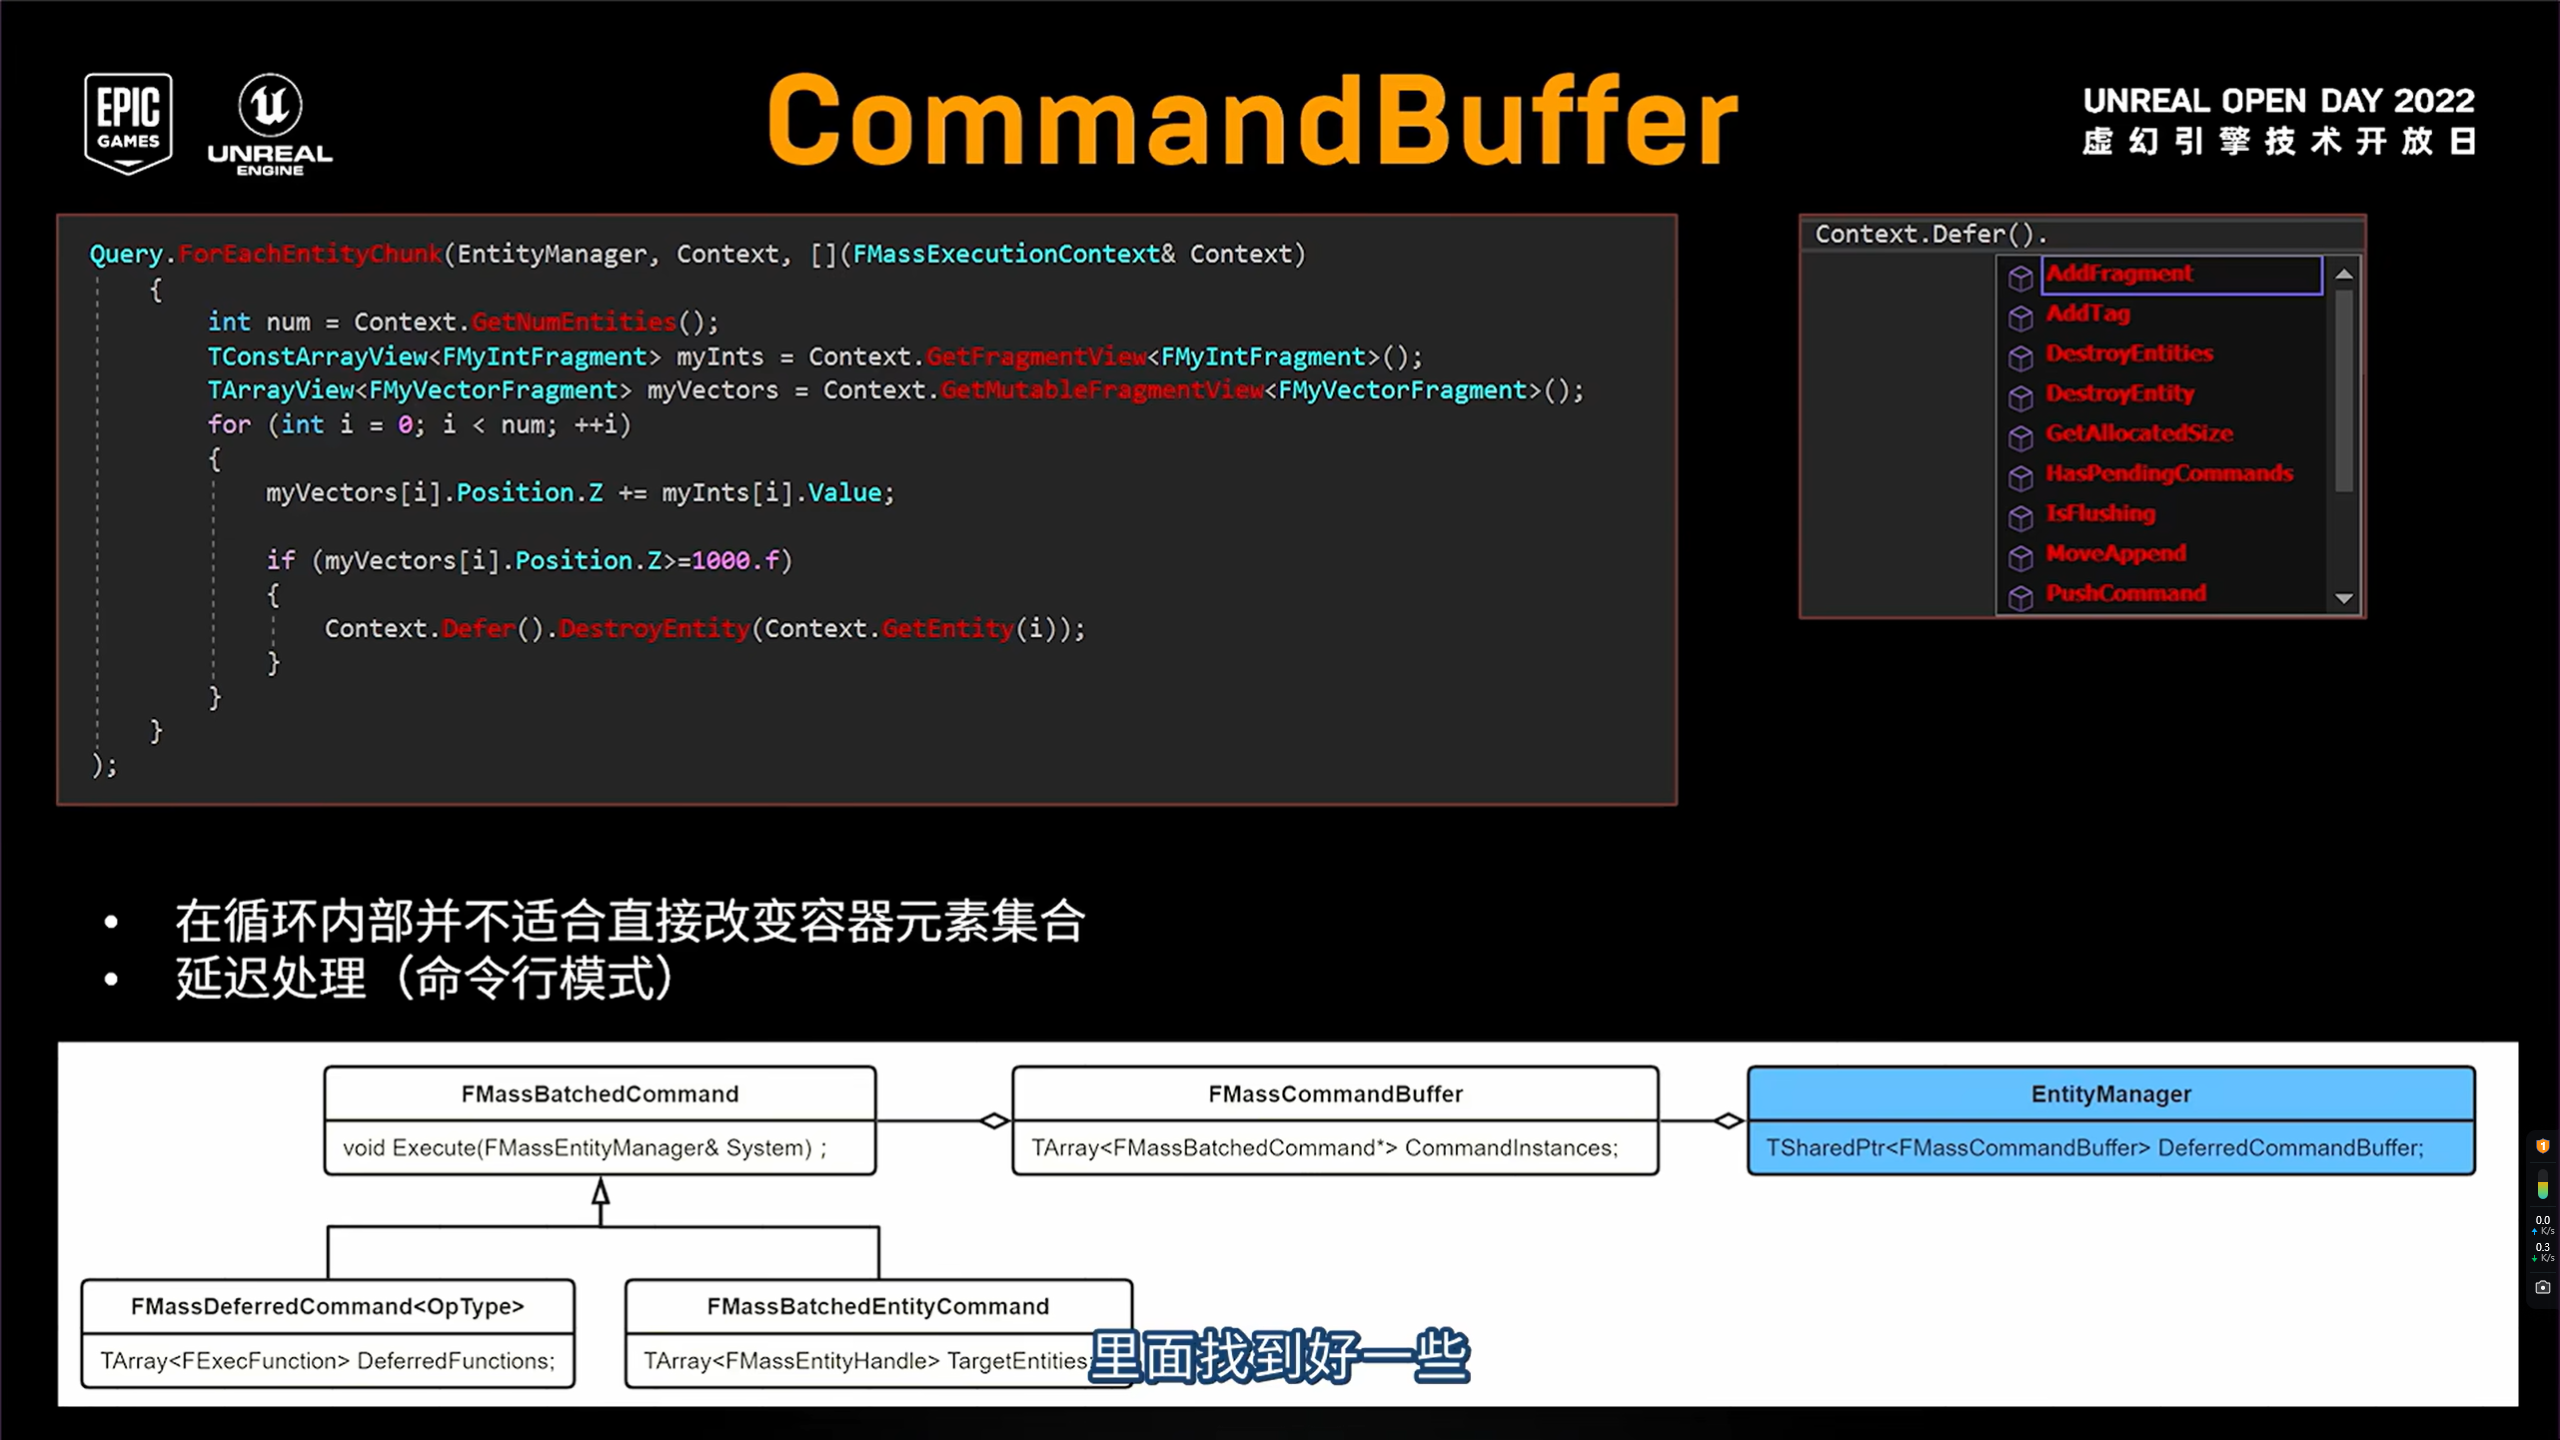 EPIC
GAMES
UNREAL
ENGINE
CommandBuffer
UNREAL OPEN DAY 2022
虚幻引擎技术开放日
Query.ForEachEntityChunk(EntityManager, Context, [](FMassExecutionContext& Context)
{
int num = Context.GetNumEntities();
TConstArrayView<FMyIntFragment> myInts = Context.GetFragmentView<FMyIntFragment>();
TArrayView<FMyVectorFragment> myVectors = Context.GetMutableFragmentView<FMyVectorFragment>();
for (int i = 0; i < num; ++i)
{
myVectors[i].Position.Z += myInts[i].Value;
if (myVectors[i].Position.Z>=1000.f)
{
Context.Defer().DestroyEntity(Context.GetEntity(i));
}
}
}
);
Context.Defer().
AddFragment
AddTag
DestroyEntities
DestroyEntity
GetAllocatedSize
HasPendingCommands
IsFlushing
MoveAppend
PushCommand
• 在循环内部并不适合直接改变容器元素集合
• 延迟处理（命令行模式）
FMassBatchedCommand
void Execute(FMassEntityManager& System) ;
FMassCommandBuffer
TArray<FMassBatchedCommand*> CommandInstances;
EntityManager
TSharedPtr<FMassCommandBuffer> DeferredCommandBuffer;
FMassDeferredCommand<OpType>
TArray<FExecFunction> DeferredFunctions;
FMassBatchedEntityCommand
TArray<FMassEntityHandle> TargetEntities;
里面找到好一些
1
0.0
K/s
0.3
K/s